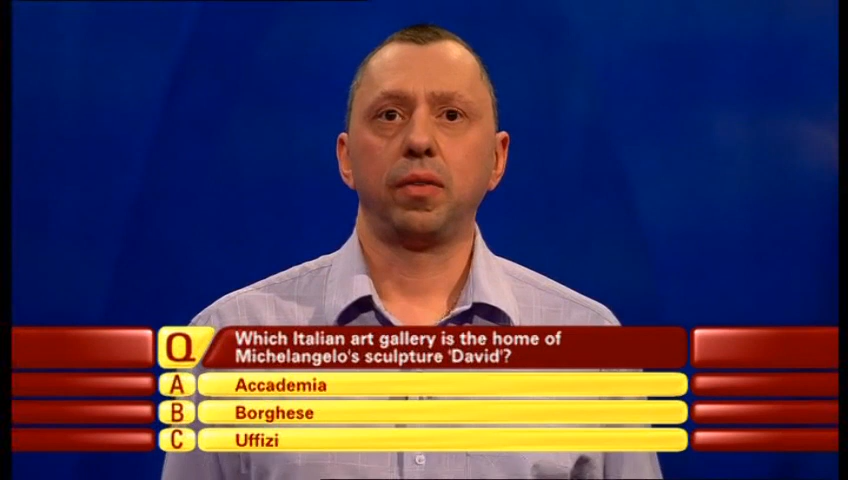 Q Which Italian art gallery is the home of
Michelangelo's sculpture 'David'?
A Accademia
B Borghese
C Uffizi